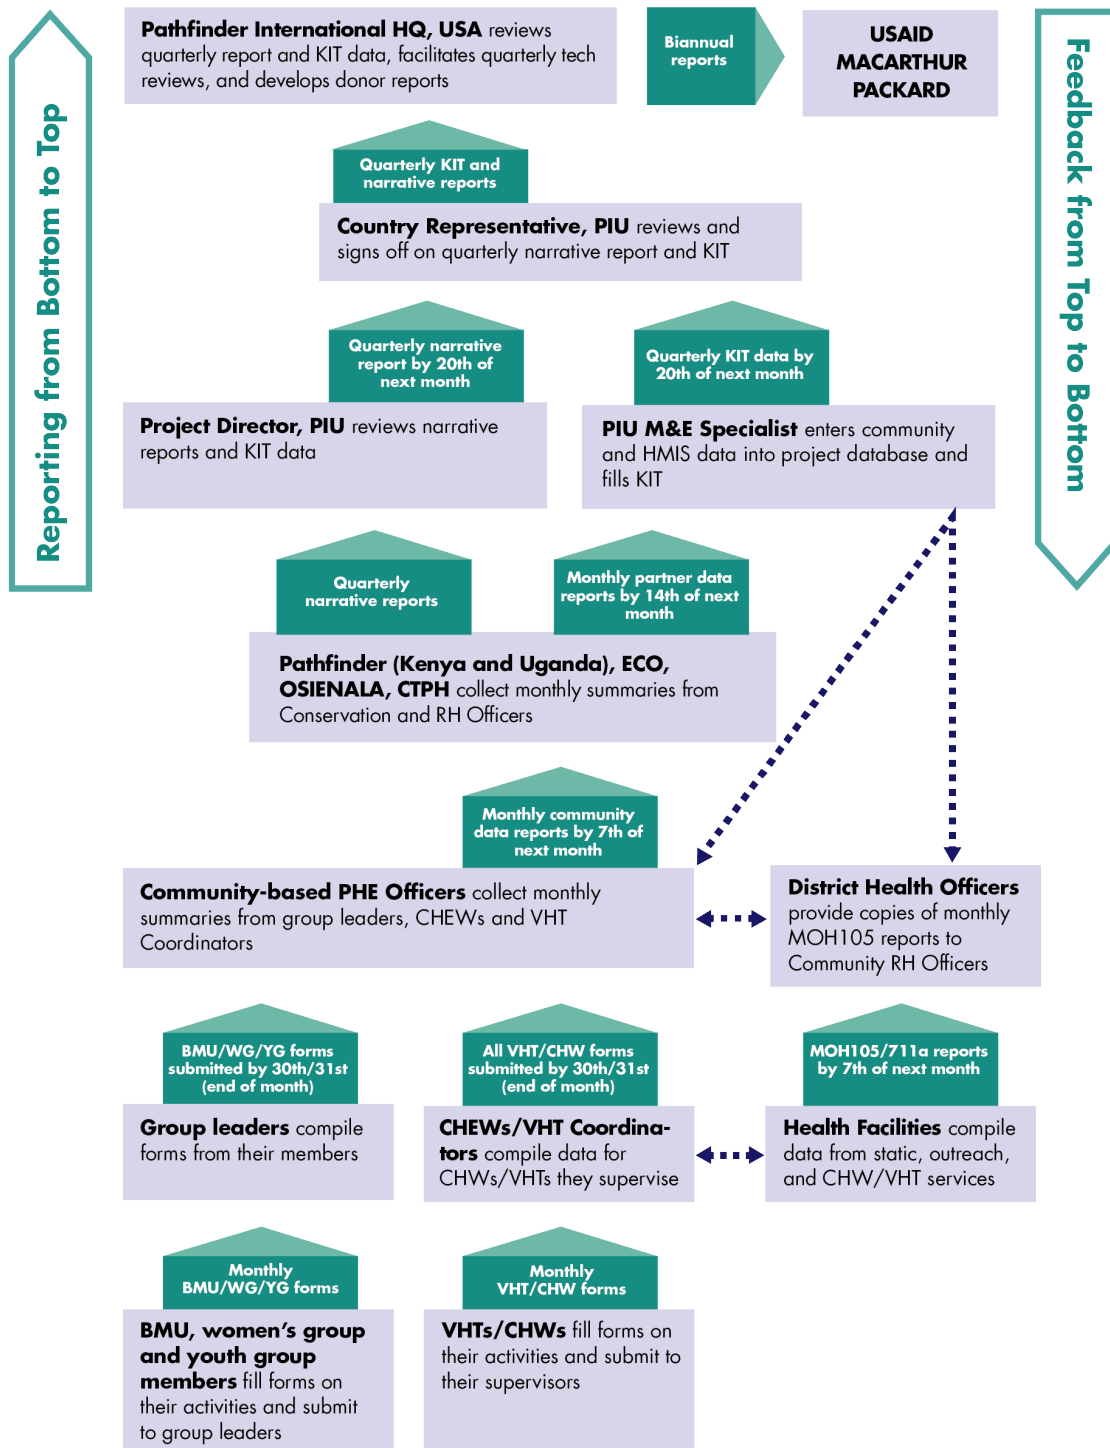 Reporting from Bottom to Top
Feedback from Top to Bottom
Pathfinder International HQ, USA reviews
quarterly report and KIT data, facilitates quarterly tech
reviews, and develops donor reports
Biannual
reports
USAID
MACARTHUR
PACKARD
Quarterly KIT and
narrative reports
Country Representative, PIU reviews and
signs off on quarterly narrative report and KIT
Quarterly narrative
report by 20th of
next month
Quarterly KIT data by
20th of next month
Project Director, PIU reviews narrative
reports and KIT data
PIU M&E Specialist enters community
and HMIS data into project database and
fills KIT
Quarterly
narrative reports
Monthly partner data
reports by 14th of next
month
Pathfinder (Kenya and Uganda), ECO,
OSIENALA, CTPH collect monthly summaries from
Conservation and RH Officers
Monthly community
data reports by 7th of
next month
Community-based PHE Officers collect monthly
summaries from group leaders, CHEWs and VHT
Coordinators
District Health Officers
provide copies of monthly
MOH105 reports to
Community RH Officers
BMU/WG/YG forms
submitted by 30th/31st
(end of month)
All VHT/CHW forms
submitted by 30th/31st
(end of month)
MOH105/711a reports
by 7th of next month
Group leaders compile
forms from their members
CHEWs/VHT Coordina-
tors compile data for
CHWs/VHTs they supervise
Health Facilities compile
data from static, outreach,
and CHW/VHT services
Monthly
BMU/WG/YG forms
Monthly
VHT/CHW forms
BMU, women's group
and youth group
members fill forms on
their activities and submit
to group leaders
VHTs/CHWs fill forms on
their activities and submit to
their supervisors